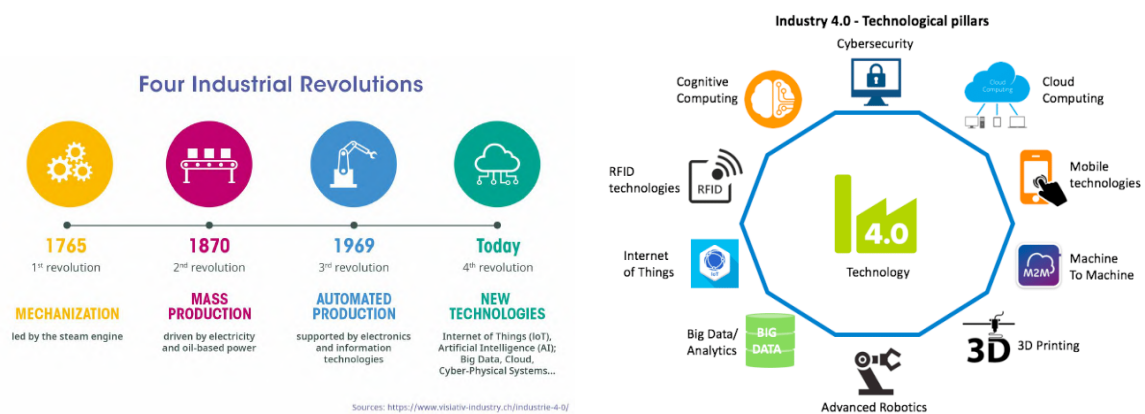 Four Industrial Revolutions
1765
1st revolution
MECHANIZATION
led by the steam engine
1870
2nd revolution
MASS
PRODUCTION
driven by electricity
and oil-based power
1969
3rd revolution
AUTOMATED
PRODUCTION
supported by electronics
and information
technologies
Today
4th revolution
NEW
TECHNOLOGIES
Internet of Things (IoT),
Artificial Intelligence (AI);
Big Data, Cloud,
Cyber-Physical Systems...
Sources: https://www.visiativ-industry.ch/industrie-4-0/
Industry 4.0 - Technological pillars
Cybersecurity
Cognitive
Computing
Cloud
Computing
Cloud
Computing
RFID
technologies
RFID
Mobile
technologies
4.0
Technology
Internet
of Things
IoT
M2M
Machine
To Machine
Big Data/
Analytics
BIG
DATA
3D
3D Printing
Advanced Robotics